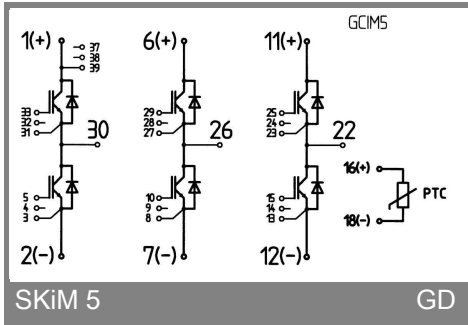 GCIM5
1(+) 6(+) 11(+)
37
38
39
33 29 25
32 28 24
31 27 23
30 26 22
16(+)
5 10 15
4 9 14
3 8 13
PTC
18(-)
2(-) 7(-) 12(-)
SKiM 5 GD